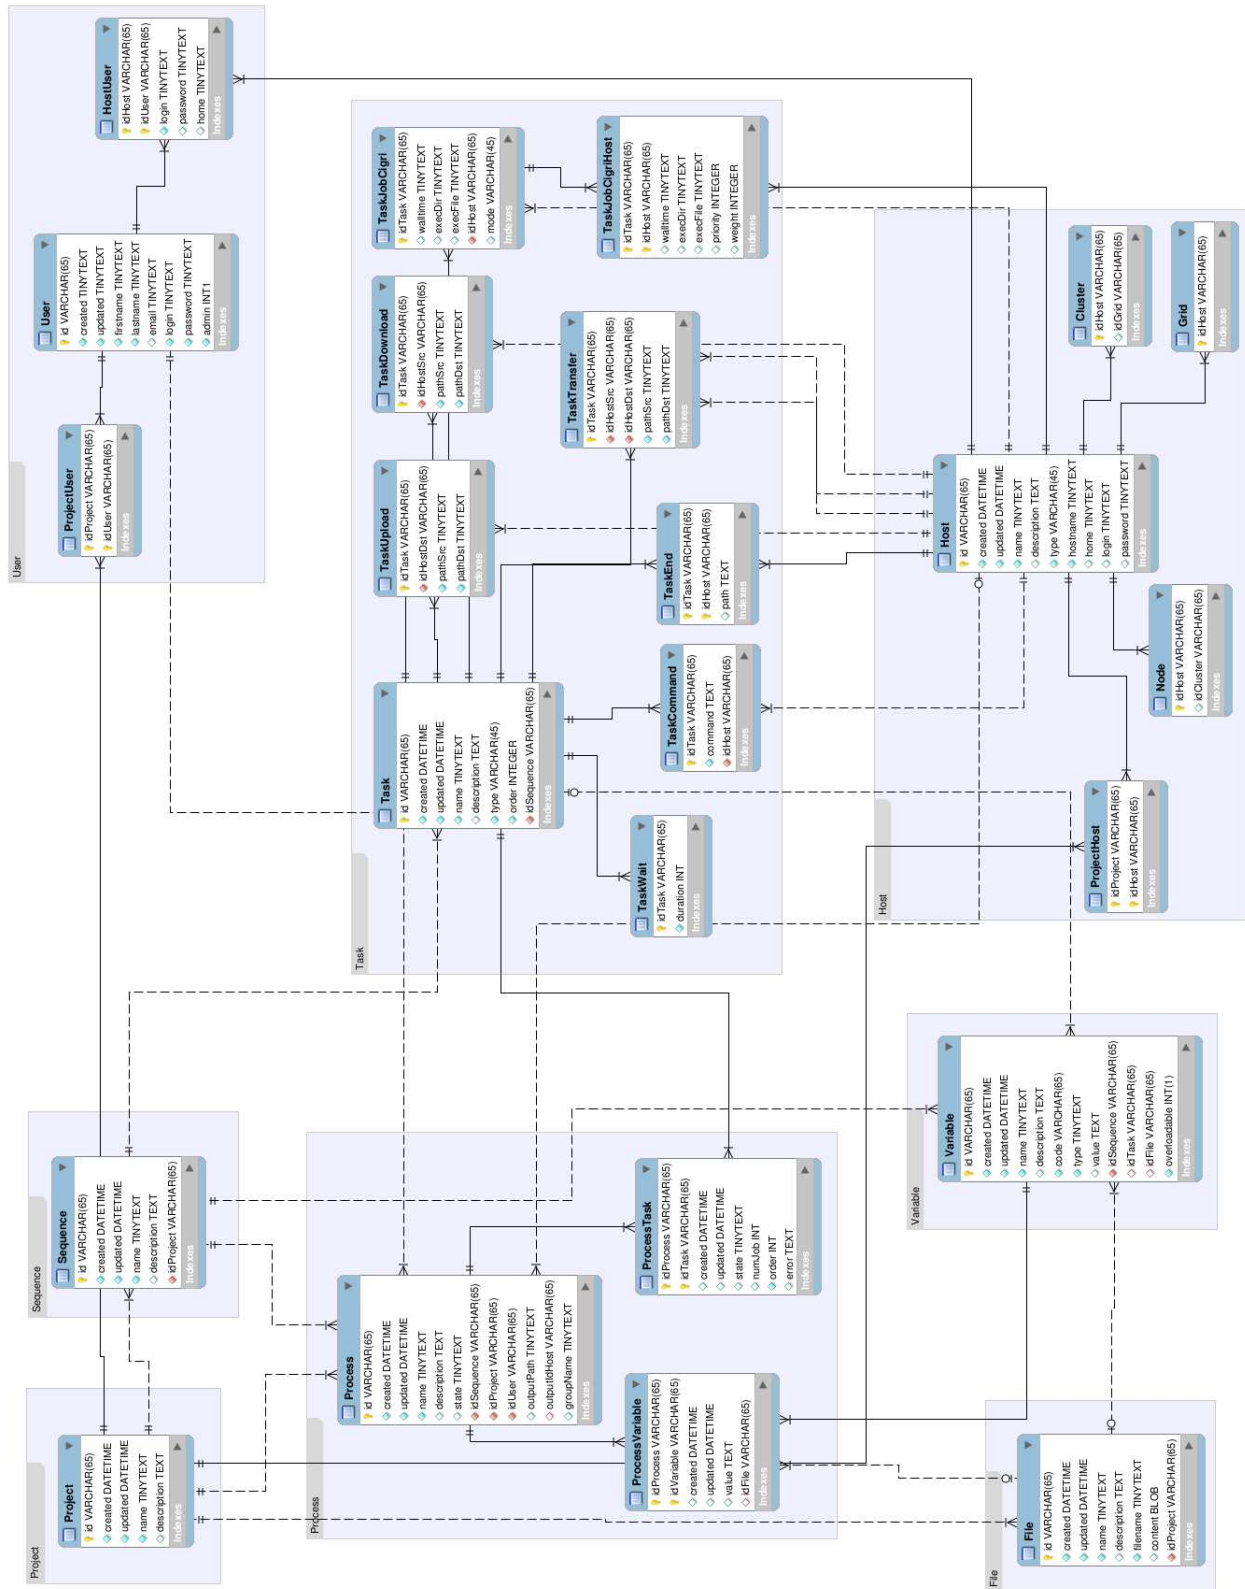 Project
Project
id VARCHAR(65)
created DATETIME
updated DATETIME
name TINYTEXT
description TEXT
Indexes
Sequence
Sequence
id VARCHAR(65)
created DATETIME
updated DATETIME
name TINYTEXT
description TEXT
idProject VARCHAR(65)
Indexes
User
ProjectUser
idProject VARCHAR(65)
idUser VARCHAR(65)
Indexes
User
id VARCHAR(65)
created TINYTEXT
updated TINYTEXT
firstname TINYTEXT
lastname TINYTEXT
email TINYTEXT
login TINYTEXT
password TINYTEXT
admin INT1
Indexes
HostUser
idHost VARCHAR(65)
idUser VARCHAR(65)
login TINYTEXT
password TINYTEXT
home TINYTEXT
Indexes
Process
Process
id VARCHAR(65)
created DATETIME
updated DATETIME
name TINYTEXT
description TEXT
state TINYTEXT
idSequence VARCHAR(65)
idProject VARCHAR(65)
idUser VARCHAR(65)
outputPath TINYTEXT
outputIdHost VARCHAR(65)
groupName TINYTEXT
Indexes
ProcessVariable
idProcess VARCHAR(65)
idVariable VARCHAR(65)
created DATETIME
updated DATETIME
value TEXT
idFile VARCHAR(65)
Indexes
ProcessTask
idProcess VARCHAR(65)
idTask VARCHAR(65)
created DATETIME
updated DATETIME
state TINYTEXT
numJob INT
order INT
error TEXT
Indexes
Task
Task
id VARCHAR(65)
created DATETIME
updated DATETIME
name TINYTEXT
description TEXT
type VARCHAR(45)
order INTEGER
idSequence VARCHAR(65)
Indexes
TaskUpload
idTask VARCHAR(65)
idHostDst VARCHAR(65)
pathSrc TINYTEXT
pathDst TINYTEXT
Indexes
TaskDownload
idTask VARCHAR(65)
idHostSrc VARCHAR(65)
pathSrc TINYTEXT
pathDst TINYTEXT
Indexes
TaskJobCigri
idTask VARCHAR(65)
walltime TINYTEXT
execDir TINYTEXT
execFile TINYTEXT
idHost VARCHAR(65)
mode VARCHAR(45)
Indexes
TaskWait
idTask VARCHAR(65)
duration INT
Indexes
TaskCommand
idTask VARCHAR(65)
command TEXT
idHost VARCHAR(65)
Indexes
TaskEnd
idTask VARCHAR(65)
idHost VARCHAR(65)
path TEXT
Indexes
TaskTransfer
idTask VARCHAR(65)
idHostSrc VARCHAR(65)
idHostDst VARCHAR(65)
pathSrc TINYTEXT
pathDst TINYTEXT
Indexes
TaskJobCigriHost
idTask VARCHAR(65)
idHost VARCHAR(65)
walltime TINYTEXT
execDir TINYTEXT
execFile TINYTEXT
priority INTEGER
weight INTEGER
Indexes
File
File
id VARCHAR(65)
created DATETIME
updated DATETIME
name TINYTEXT
description TEXT
filename TINYTEXT
content BLOB
idProject VARCHAR(65)
Indexes
Variable
Variable
id VARCHAR(65)
created DATETIME
updated DATETIME
name TINYTEXT
description TEXT
code VARCHAR(65)
type TINYTEXT
value TEXT
idSequence VARCHAR(65)
idTask VARCHAR(65)
idFile VARCHAR(65)
overloadable INT(1)
Indexes
Host
ProjectHost
idProject VARCHAR(65)
idHost VARCHAR(65)
Indexes
Host
id VARCHAR(65)
created DATETIME
updated DATETIME
name TINYTEXT
description TEXT
type VARCHAR(45)
hostname TINYTEXT
home TINYTEXT
login TINYTEXT
password TINYTEXT
Indexes
Node
idHost VARCHAR(65)
idCluster VARCHAR(65)
Indexes
Cluster
idHost VARCHAR(65)
idGrid VARCHAR(65)
Indexes
Grid
idHost VARCHAR(65)
Indexes